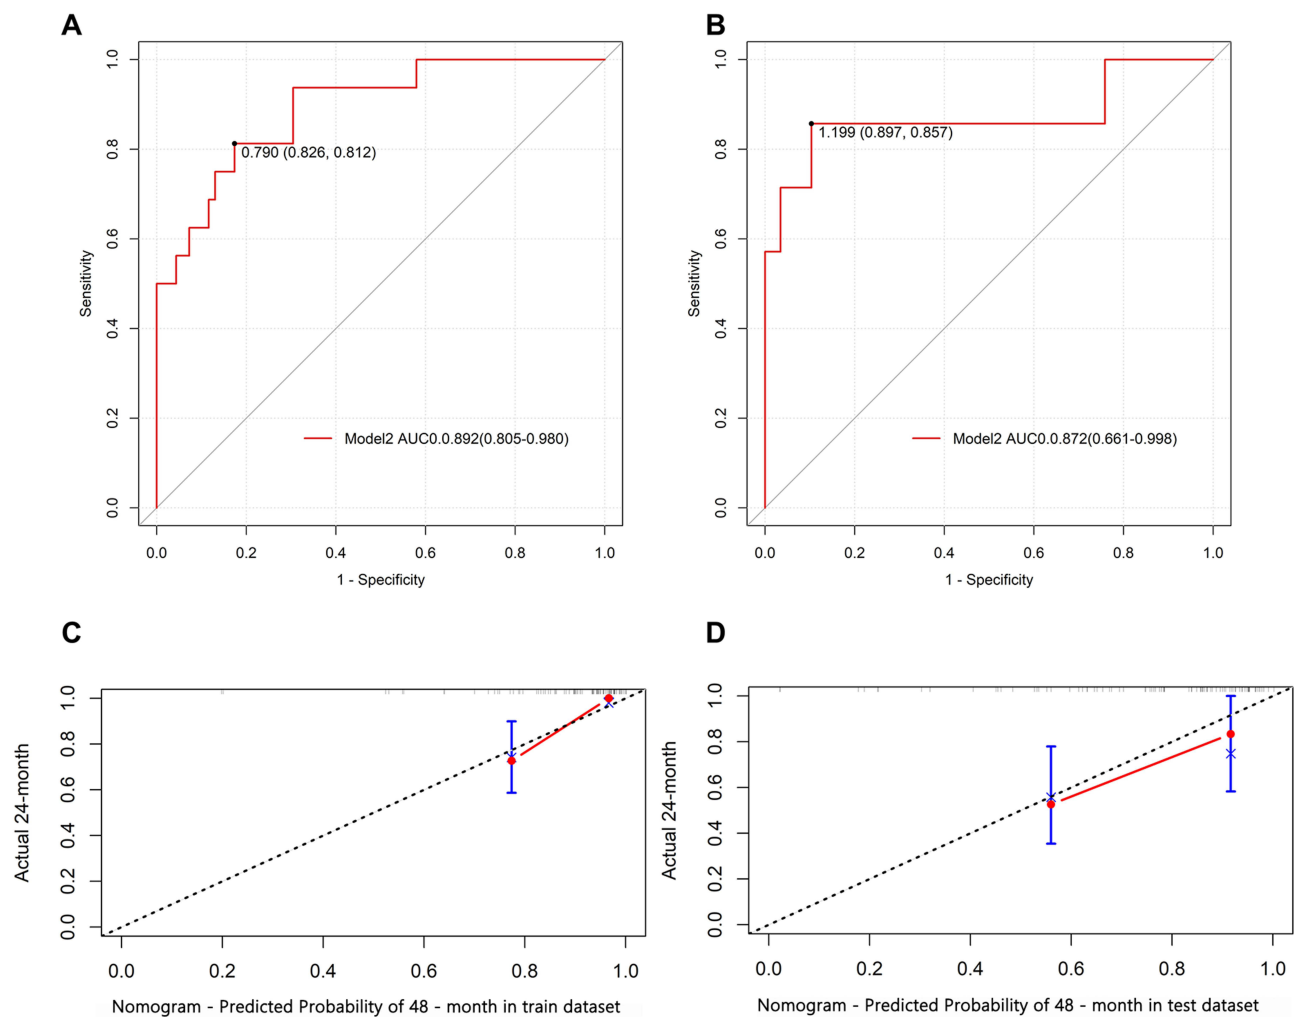 A
1.0
0.8
0.6
0.4
0.2
0.0
Sensitivity
0.790 (0.826, 0.812)
Model2 AUC0.0.892(0.805-0.980)
0.0 0.2 0.4 0.6 0.8 1.0
1 - Specificity
B
1.0
0.8
0.6
0.4
0.2
0.0
Sensitivity
1.199 (0.897, 0.857)
Model2 AUC0.0.872(0.661-0.998)
0.0 0.2 0.4 0.6 0.8 1.0
1 - Specificity
C
1.0
0.8
0.6
0.4
0.2
0.0
Actual 24-month
0.0 0.2 0.4 0.6 0.8 1.0
Nomogram - Predicted Probability of 48 - month in train dataset
D
1.0
0.8
0.6
0.4
0.2
0.0
Actual 24-month
0.0 0.2 0.4 0.6 0.8 1.0
Nomogram - Predicted Probability of 48 - month in test dataset